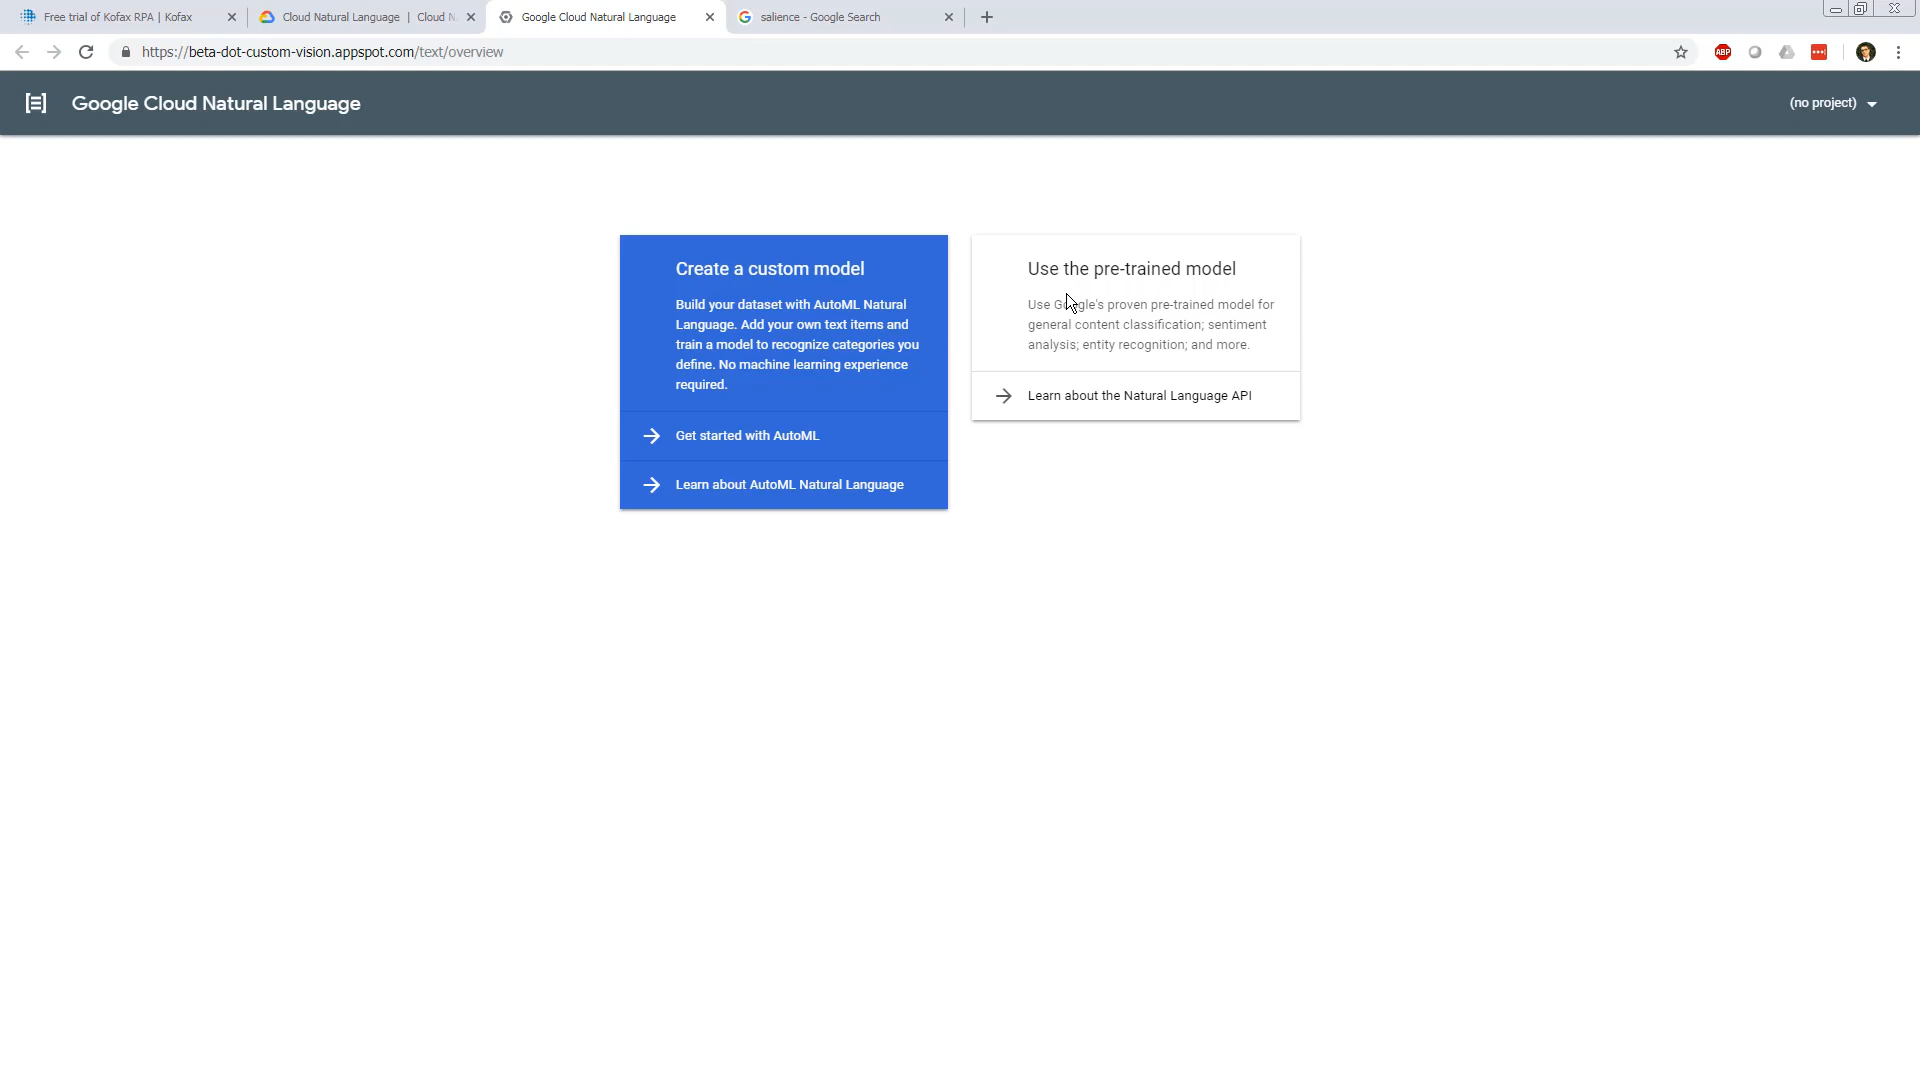 Free trial of Kofax RPA | Kofax
Cloud Natural Language | Cloud N
Google Cloud Natural Language
salience - Google Search
https://beta-dot-custom-vision.appspot.com/text/overview
ABP
Google Cloud Natural Language
(no project)
Create a custom model
Build your dataset with AutoML Natural
Language. Add your own text items and
train a model to recognize categories you
define. No machine learning experience
required.
Get started with AutoML
Learn about AutoML Natural Language
Use the pre-trained model
Use Google's proven pre-trained model for
general content classification; sentiment
analysis; entity recognition; and more.
Learn about the Natural Language API